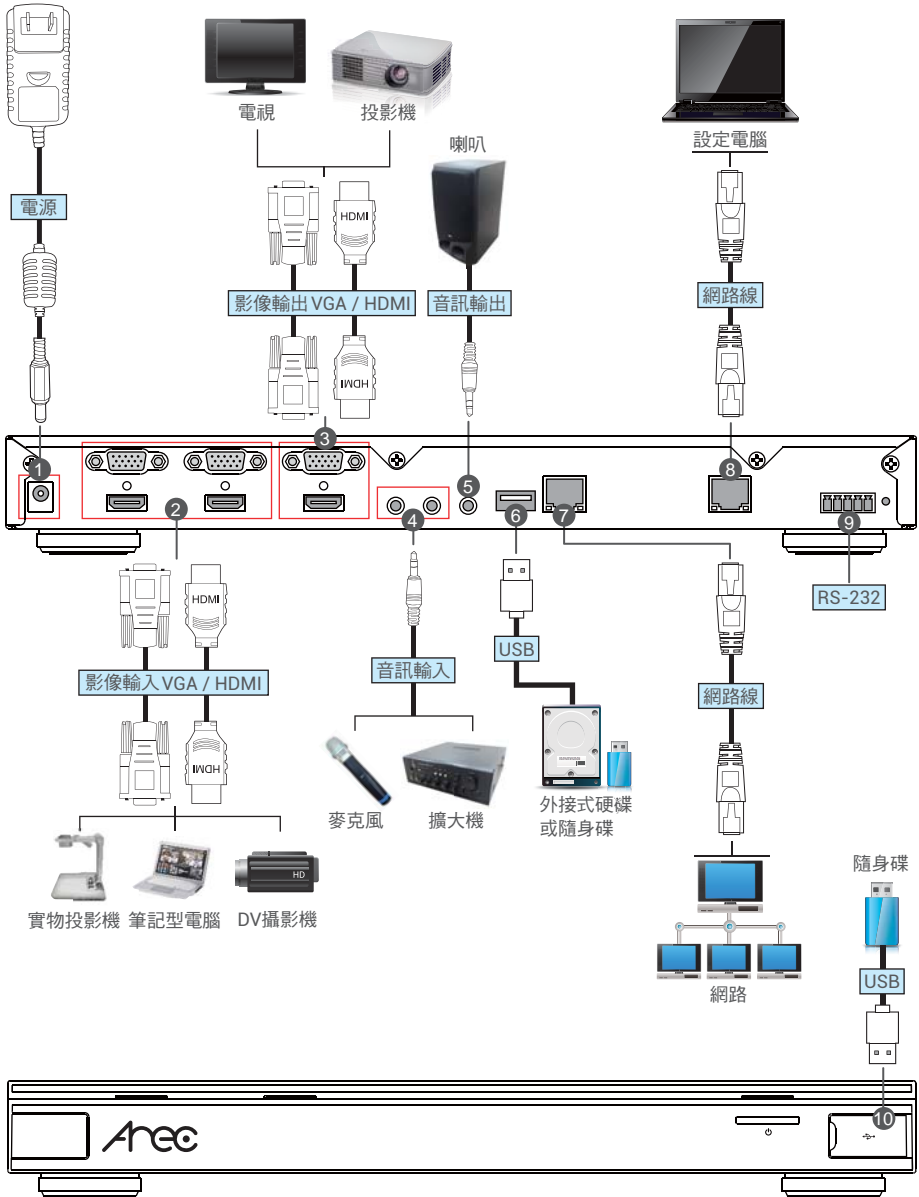 電視
投影機
喇叭
設定電腦
電源
HDMI
影像輸出 VGA / HDMI
音訊輸出
網路線
HDMI
1
2
3
4
5
6
7
8
9
HDMI
RS-232
USB
影像輸入 VGA / HDMI
音訊輸入
網路線
HDMI
麥克風
擴大機
外接式硬碟
或隨身碟
HD
實物投影機
筆記型電腦
DV攝影機
網路
隨身碟
USB
10
Arec